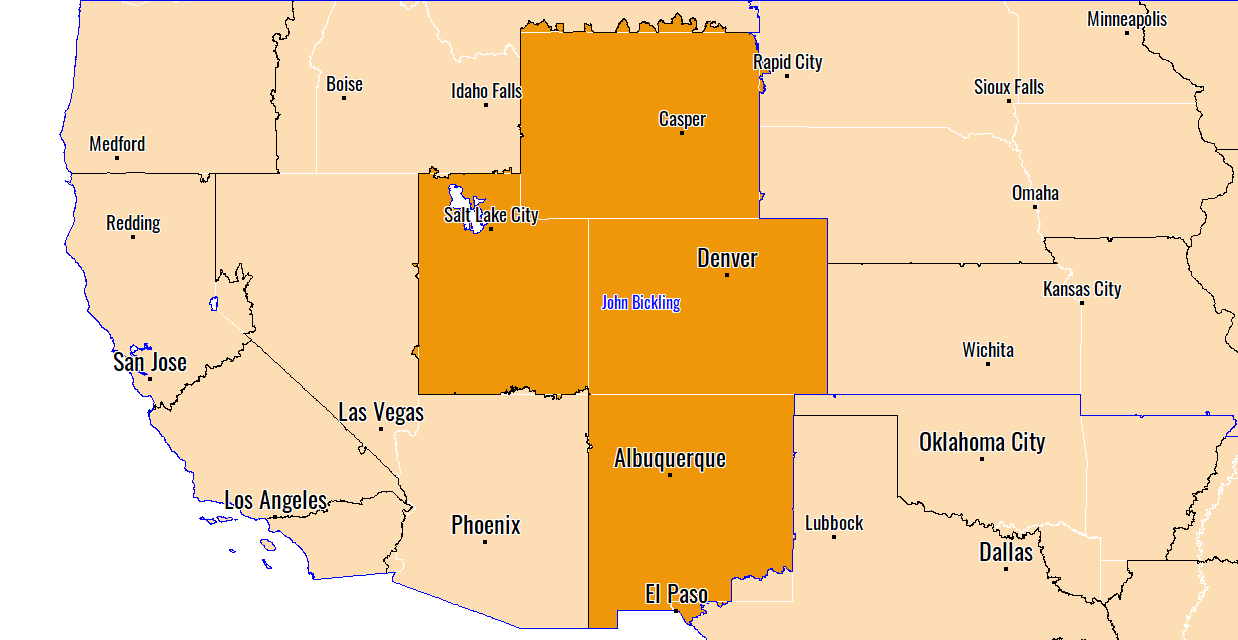 Minneapolis
Rapid City
Boise
Idaho Falls
Sioux Falls
Casper
Medford
Omaha
Salt Lake City
Redding
Denver
Kansas City
John Bickling
Wichita
San Jose
Las Vegas
Oklahoma City
Albuquerque
Los Angeles
Phoenix
Lubbock
Dallas
El Paso